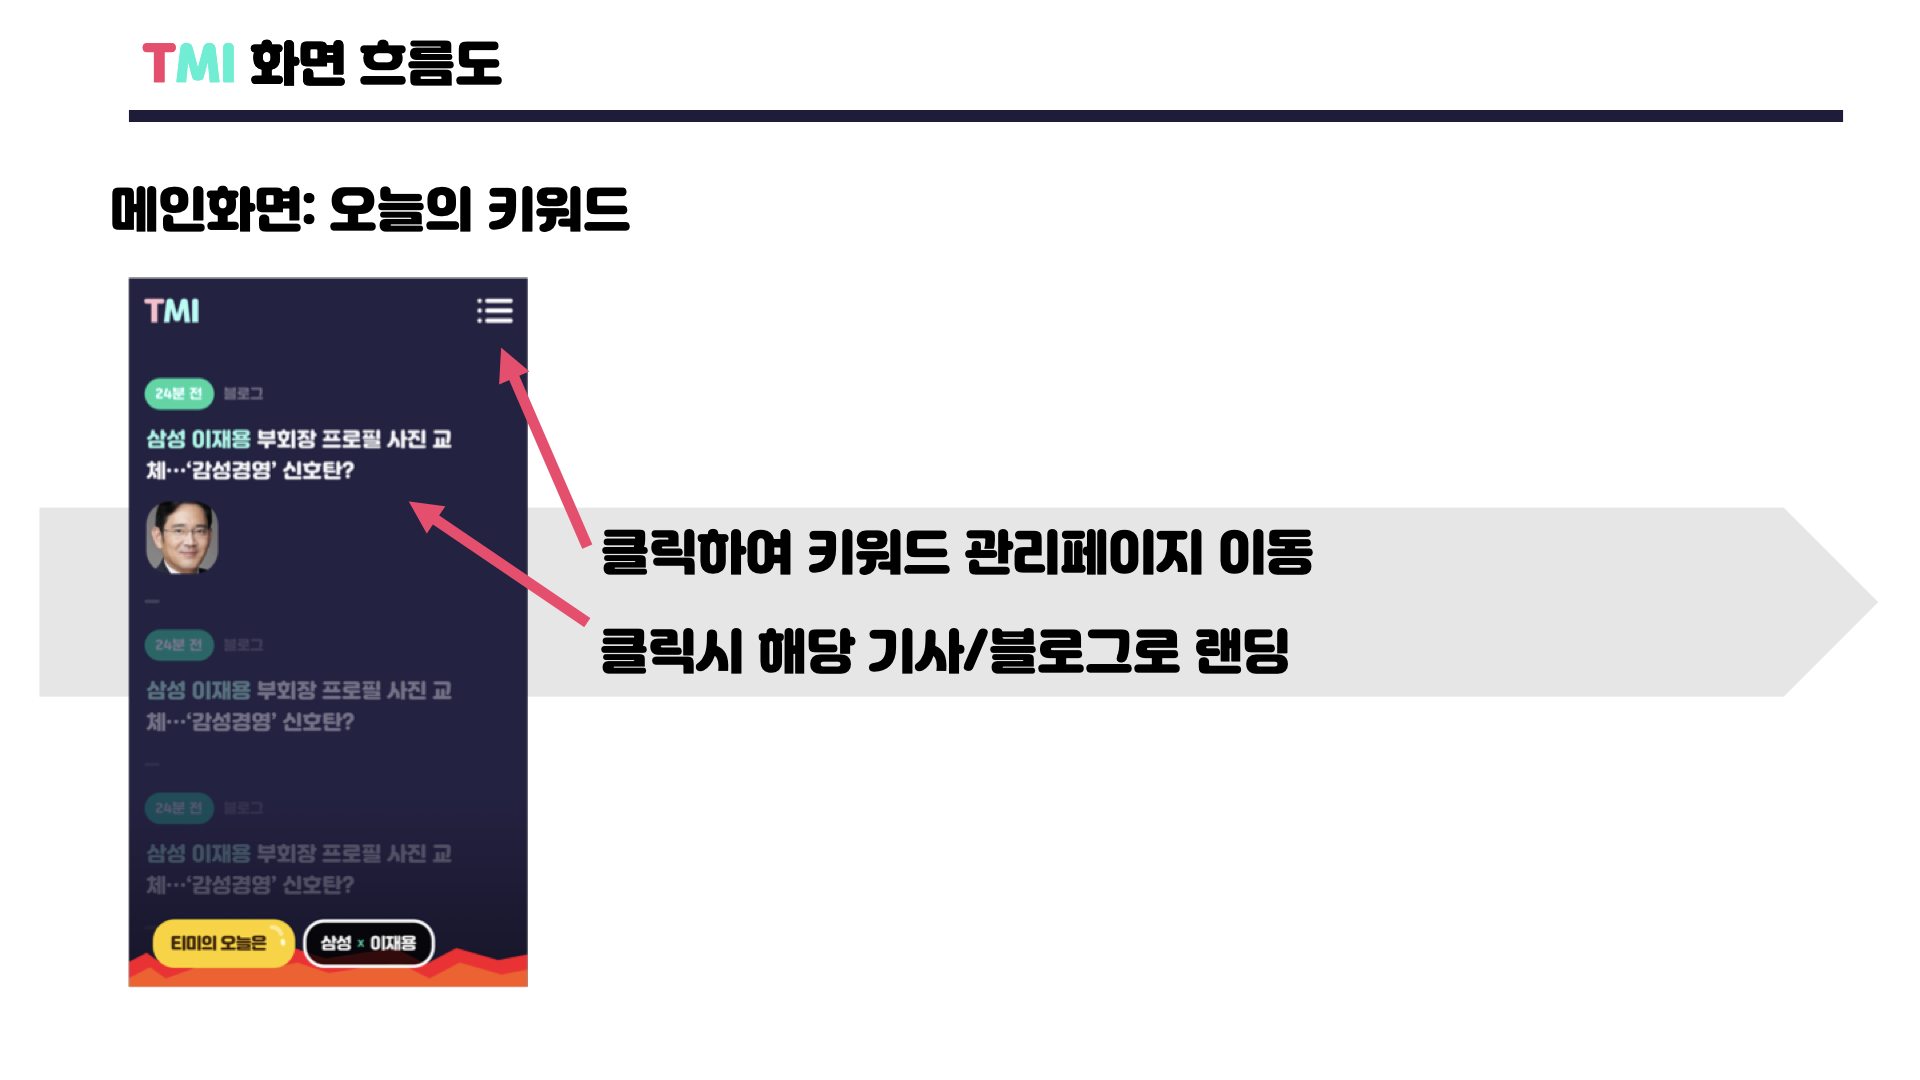 TMI 화면 흐름도
메인화면: 오늘의 키워드
TMI
24분 전 블로그
삼성 이재용 부회장 프로필 사진 교
체…‘감성경영’ 신호탄?
클릭하여 키워드 관리페이지 이동
클릭시 해당 기사/블로그로 랜딩
24분 전 블로그
삼성 이재용 부회장 프로필 사진 교
체…‘감성경영’ 신호탄?
24분 전 블로그
삼성 이재용 부회장 프로필 사진 교
체…‘감성경영’ 신호탄?
티미의 오늘은 삼성 x 이재용